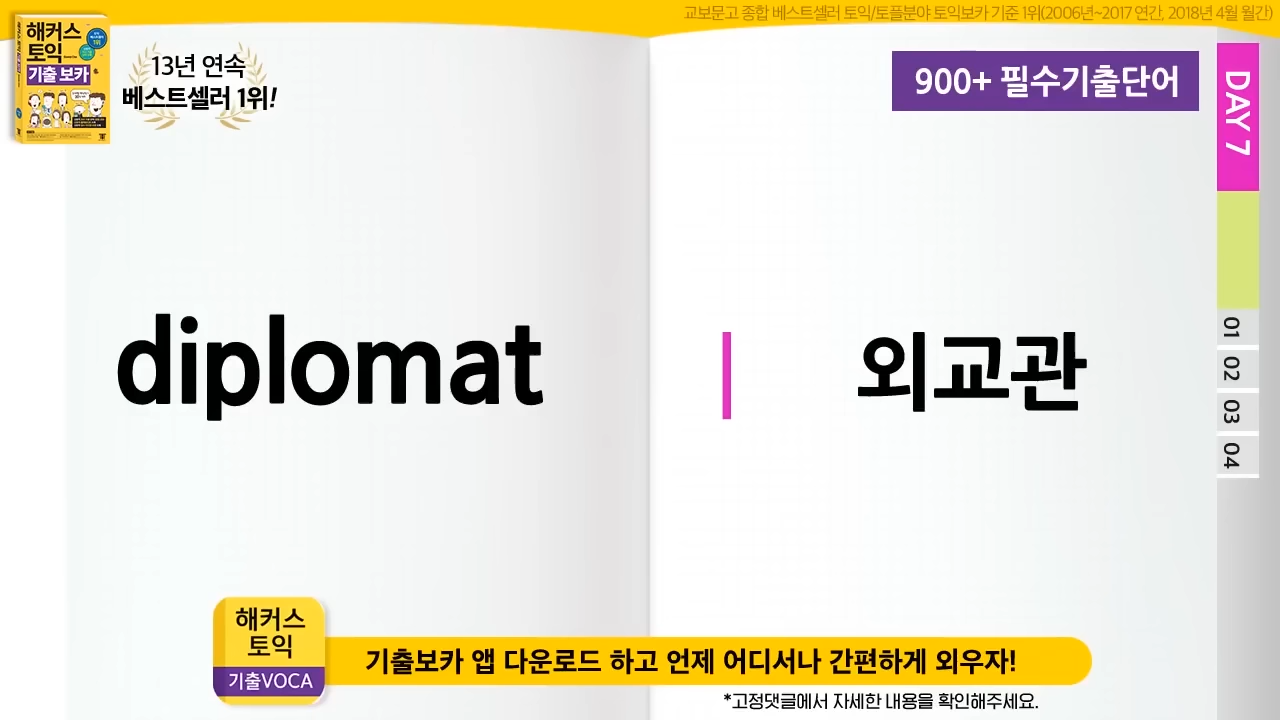 교보문고 종합 베스트셀러 토익/토플분야 토익보카 기준 1위(2006년~2017 연간, 2018년 4월 월간)
해커스
토익
기출 보카
13년 연속
베스트셀러 1위!
900+ 필수기출단어
DAY 7
01
02
03
04
diplomat
외교관
해커스
토익
기출VOCA
기출보카 앱 다운로드 하고 언제 어디서나 간편하게 외우자!
*고정댓글에서 자세한 내용을 확인해주세요.